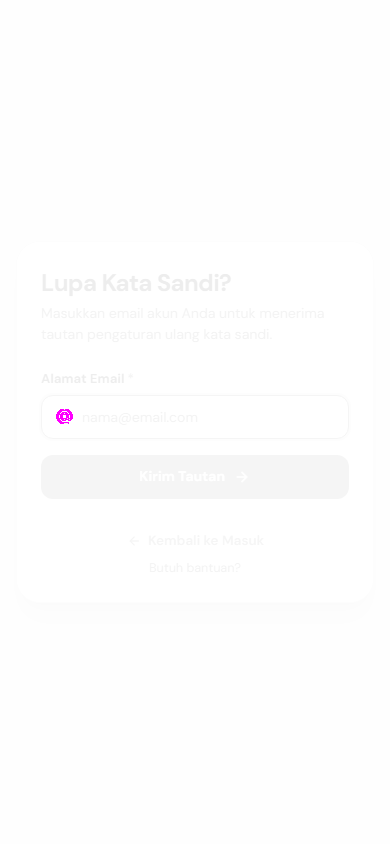 Lupa Kata Sandi?
Masukkan email akun Anda untuk menerima
tautan pengaturan ulang kata sandi.
Alamat Email *
nama@email.com
Kirim Tautan →
← Kembali ke Masuk
Butuh bantuan?